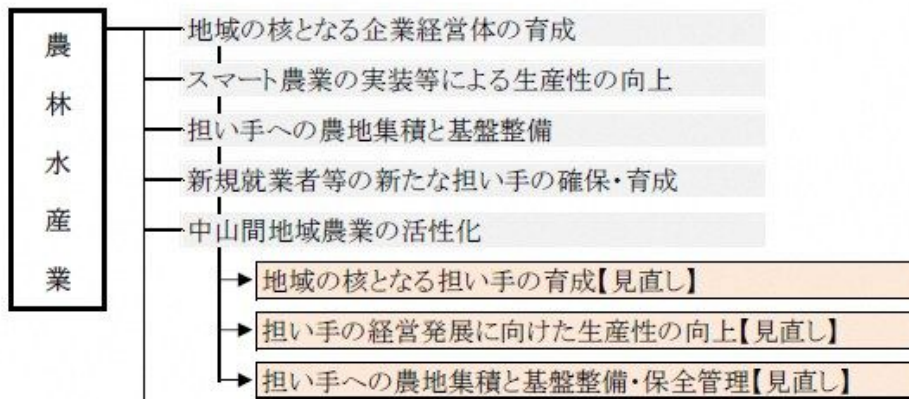 農林水産業
地域の核となる企業経営体の育成
スマート農業の実装等による生産性の向上
担い手への農地集積と基盤整備
新規就業者等の新たな担い手の確保・育成
中山間地域農業の活性化
地域の核となる担い手の育成【見直し】
担い手の経営発展に向けた生産性の向上【見直し】
担い手への農地集積と基盤整備・保全管理【見直し】